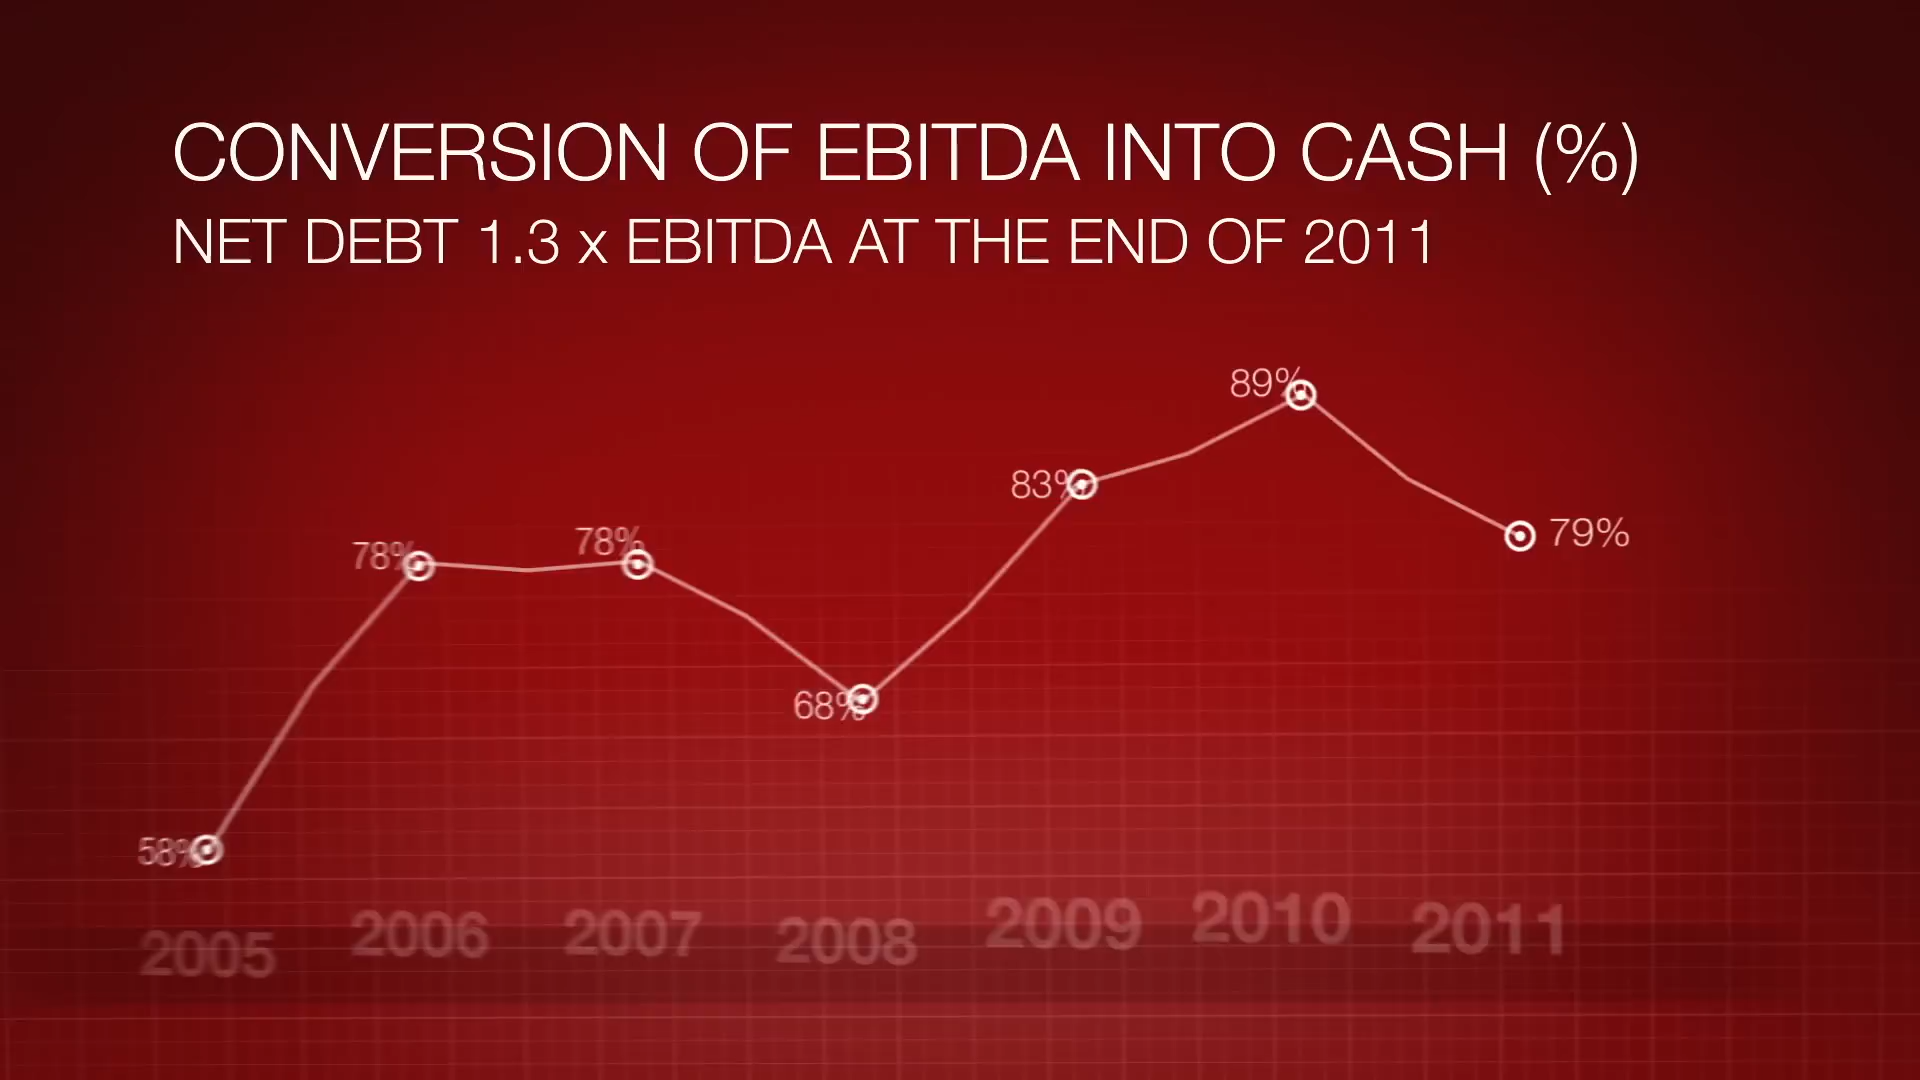 CONVERSION OF EBITDA INTO CASH (%)
NET DEBT 1.3 x EBITDA AT THE END OF 2011
89%
83%
79%
78%
78%
68%
58%
2005 2006 2007 2008 2009 2010 2011